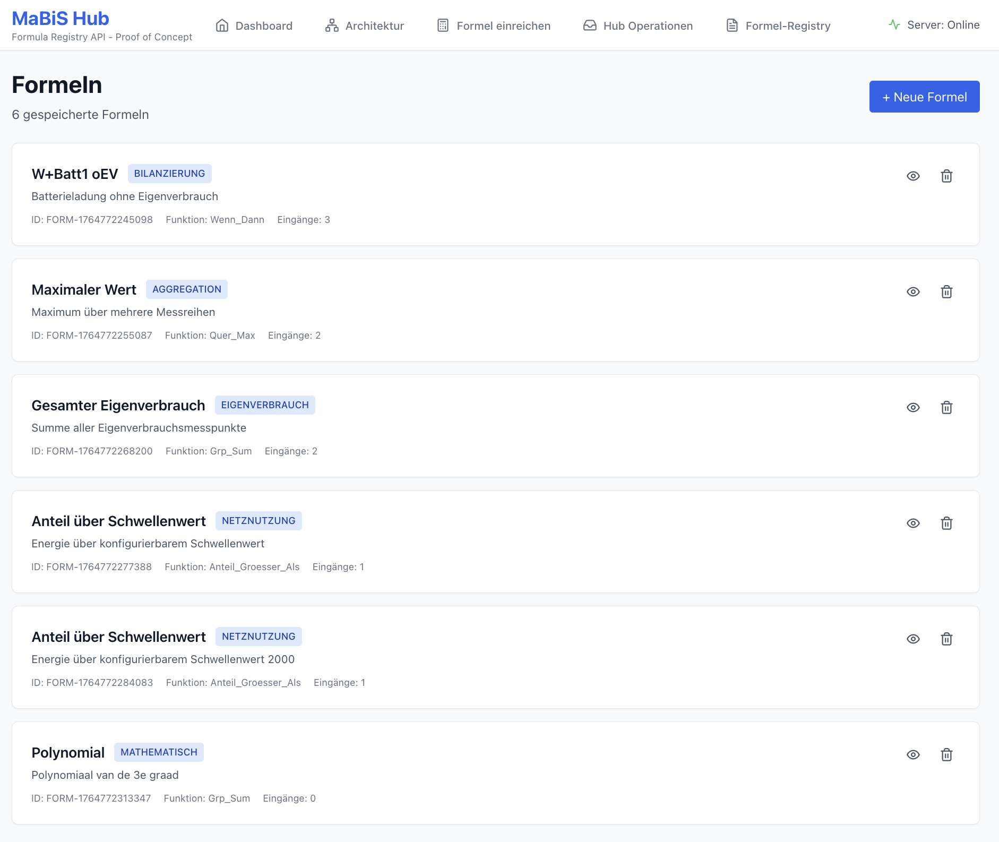 MaBiS Hub
Formula Registry API - Proof of Concept
Dashboard
Architektur
Formel einreichen
Hub Operationen
Formel-Registry
Server: Online
Formeln
6 gespeicherte Formeln
+ Neue Formel
W+Batt1 oEV BILANZIERUNG
Batterieladung ohne Eigenverbrauch
ID: FORM-1764772245098 Funktion: Wenn_Dann Eingänge: 3
Maximaler Wert AGGREGATION
Maximum über mehrere Messreihen
ID: FORM-1764772255087 Funktion: Quer_Max Eingänge: 2
Gesamter Eigenverbrauch EIGENVERBRAUCH
Summe aller Eigenverbrauchsmesspunkte
ID: FORM-1764772268200 Funktion: Grp_Sum Eingänge: 2
Anteil über Schwellenwert NETZNUTZUNG
Energie über konfigurierbarem Schwellenwert
ID: FORM-1764772277388 Funktion: Anteil_Groesser_Als Eingänge: 1
Anteil über Schwellenwert NETZNUTZUNG
Energie über konfigurierbarem Schwellenwert 2000
ID: FORM-1764772284083 Funktion: Anteil_Groesser_Als Eingänge: 1
Polynomial MATHEMATISCH
Polynomiaal van de 3e graad
ID: FORM-1764772313347 Funktion: Grp_Sum Eingänge: 0